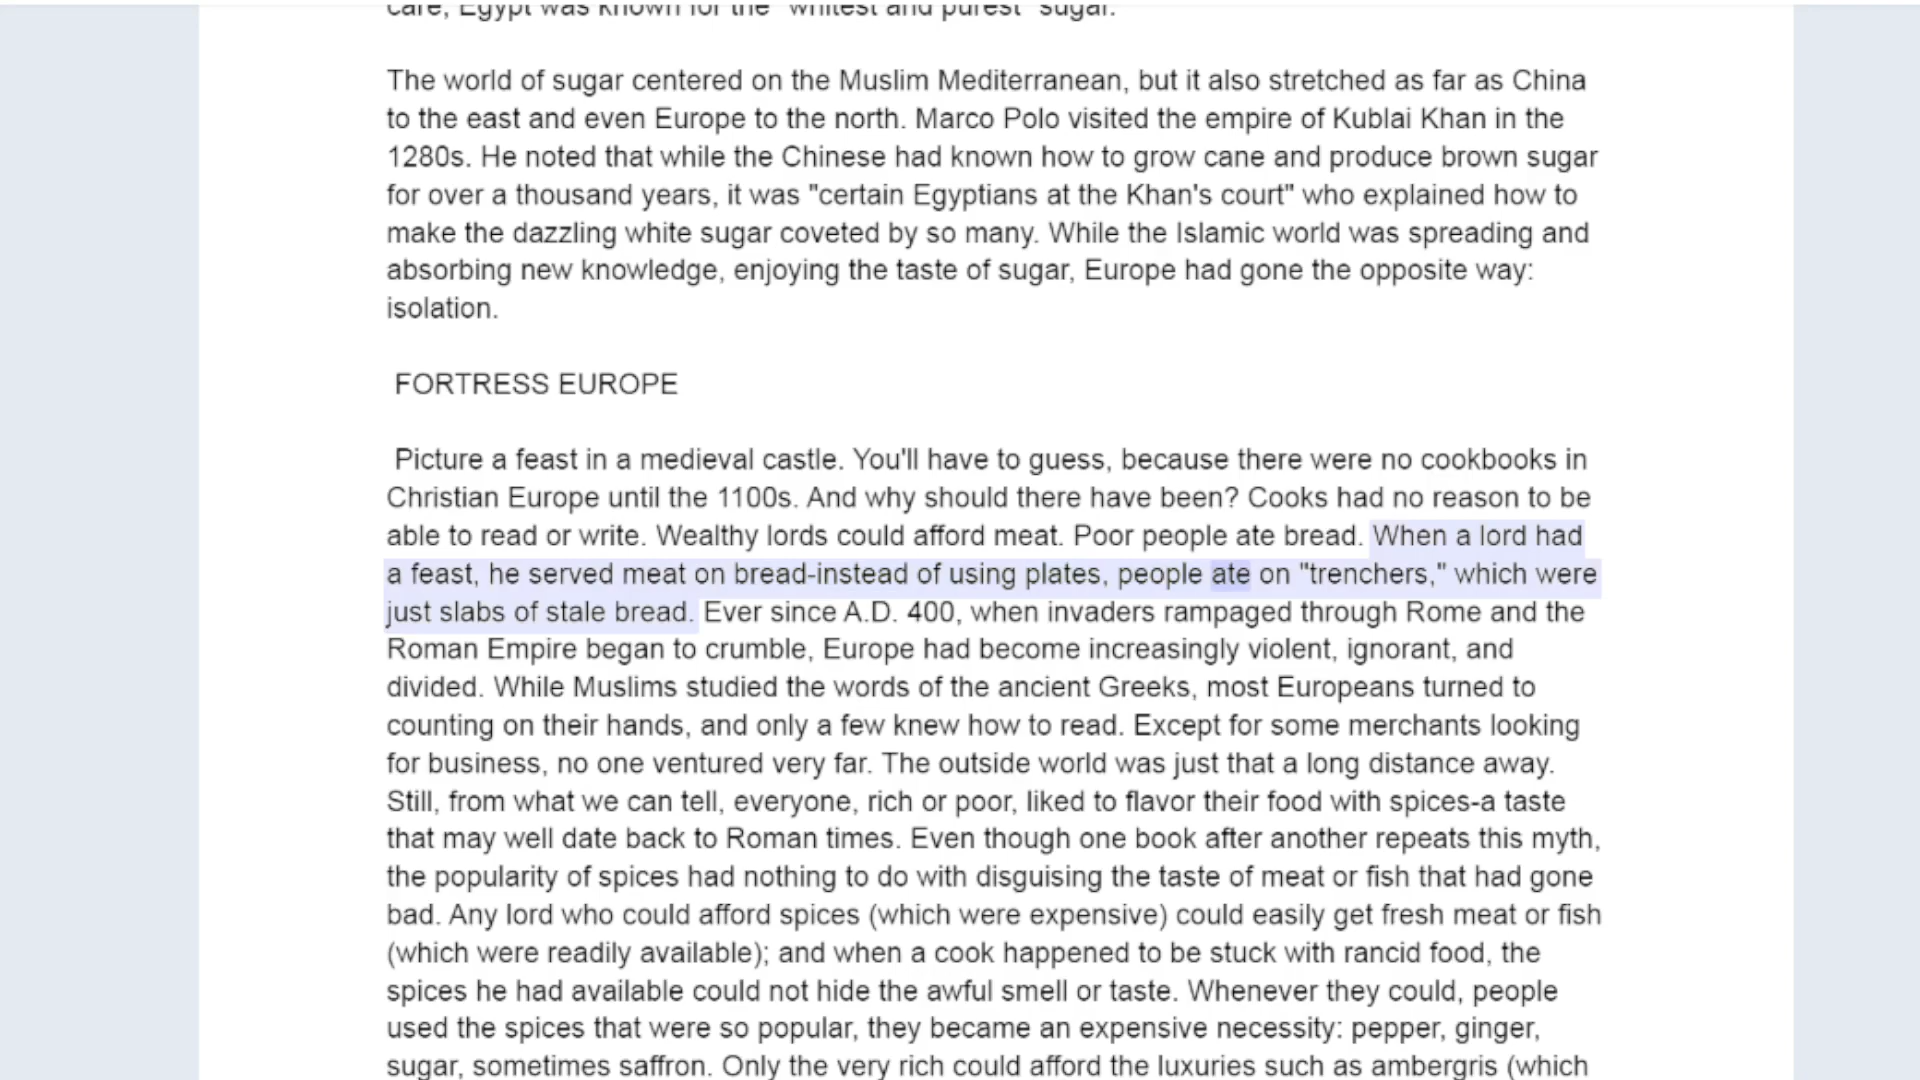 care, Egypt was known for the "whitest and purest" sugar.
The world of sugar centered on the Muslim Mediterranean, but it also stretched as far as China
to the east and even Europe to the north. Marco Polo visited the empire of Kublai Khan in the
1280s. He noted that while the Chinese had known how to grow cane and produce brown sugar
for over a thousand years, it was "certain Egyptians at the Khan's court" who explained how to
make the dazzling white sugar coveted by so many. While the Islamic world was spreading and
absorbing new knowledge, enjoying the taste of sugar, Europe had gone the opposite way:
isolation.
FORTRESS EUROPE
Picture a feast in a medieval castle. You'll have to guess, because there were no cookbooks in
Christian Europe until the 1100s. And why should there have been? Cooks had no reason to be
able to read or write. Wealthy lords could afford meat. Poor people ate bread. When a lord had
a feast, he served meat on bread-instead of using plates, people ate on "trenchers," which were
just slabs of stale bread. Ever since A.D. 400, when invaders rampaged through Rome and the
Roman Empire began to crumble, Europe had become increasingly violent, ignorant, and
divided. While Muslims studied the words of the ancient Greeks, most Europeans turned to
counting on their hands, and only a few knew how to read. Except for some merchants looking
for business, no one ventured very far. The outside world was just that a long distance away.
Still, from what we can tell, everyone, rich or poor, liked to flavor their food with spices-a taste
that may well date back to Roman times. Even though one book after another repeats this myth,
the popularity of spices had nothing to do with disguising the taste of meat or fish that had gone
bad. Any lord who could afford spices (which were expensive) could easily get fresh meat or fish
(which were readily available); and when a cook happened to be stuck with rancid food, the
spices he had available could not hide the awful smell or taste. Whenever they could, people
used the spices that were so popular, they became an expensive necessity: pepper, ginger,
sugar, sometimes saffron. Only the very rich could afford the luxuries such as ambergris (which